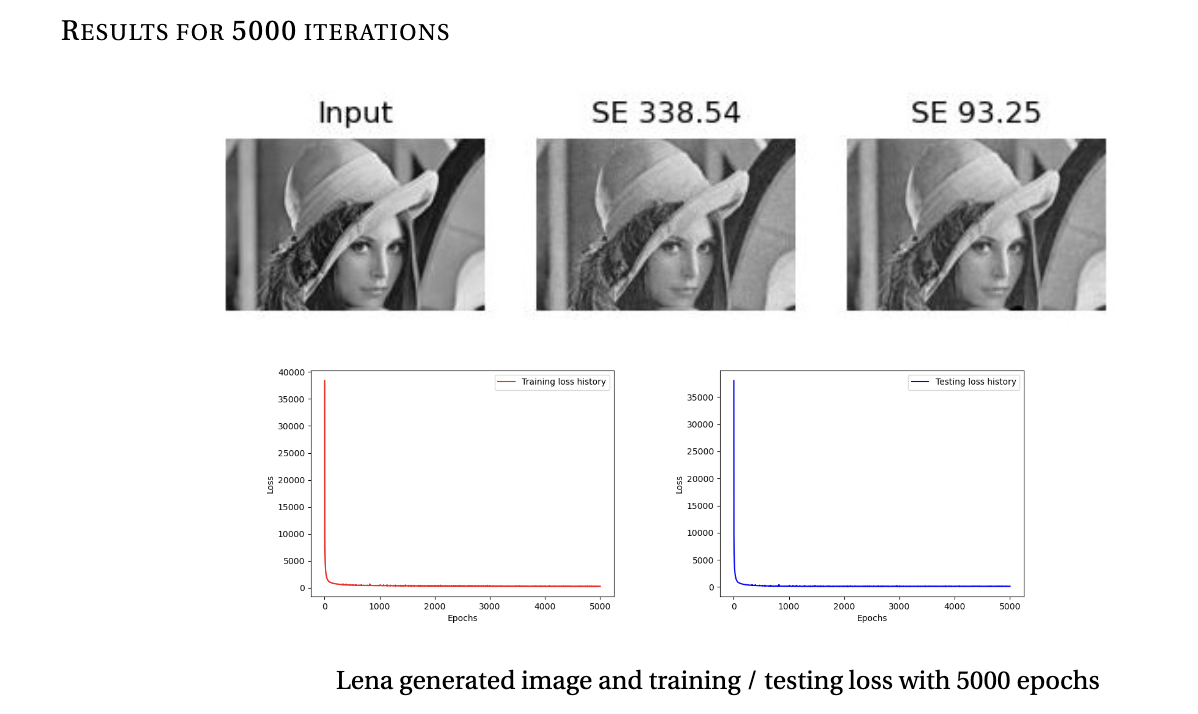 RESULTS FOR 5000 ITERATIONS
Input
SE 338.54
SE 93.25
40000
35000
30000
25000
20000
15000
10000
5000
0
Loss
Training loss history
0 1000 2000 3000 4000 5000
Epochs
35000
30000
25000
20000
15000
10000
5000
0
Loss
Testing loss history
0 1000 2000 3000 4000 5000
Epochs
Lena generated image and training / testing loss with 5000 epochs